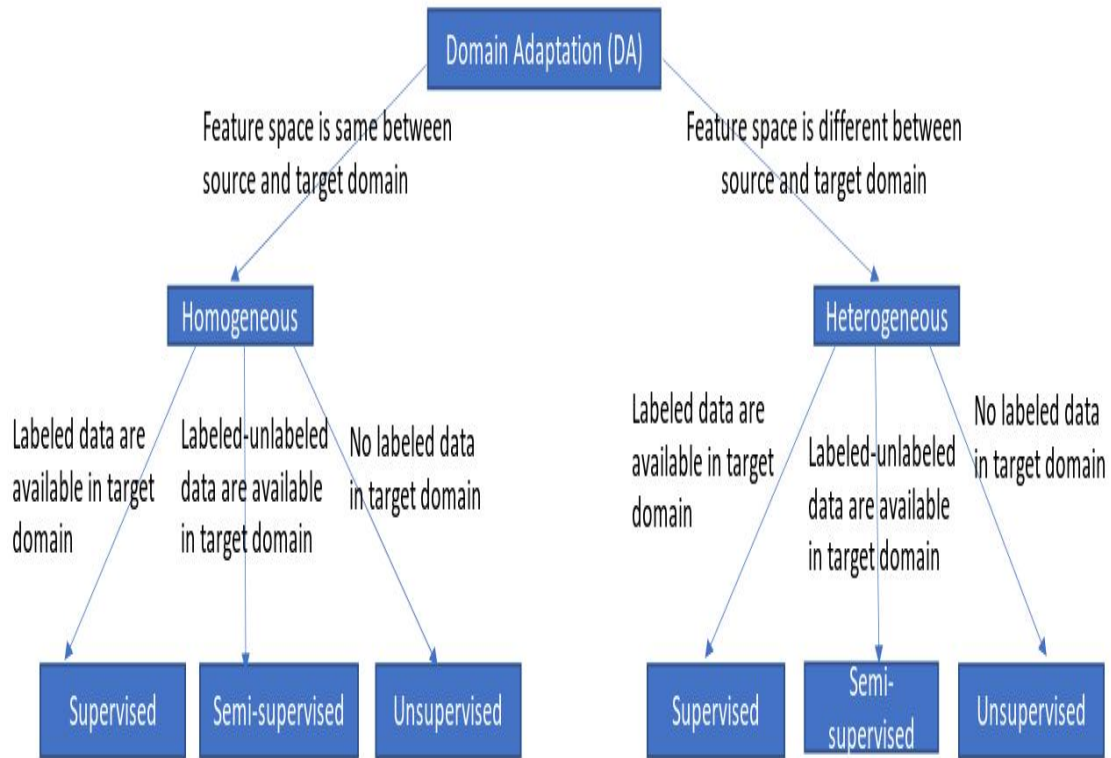 Domain Adaptation (DA)
Feature space is same between
source and target domain
Feature space is different between
source and target domain
Homogeneous
Heterogeneous
Labeled data are
available in target
domain
Labeled-unlabeled
data are available
in target domain
No labeled data
in target domain
Labeled data are
available in target
domain
Labeled-unlabeled
data are available
in target domain
No labeled data
in target domain
Supervised
Semi-supervised
Unsupervised
Supervised
Semi-
supervised
Unsupervised